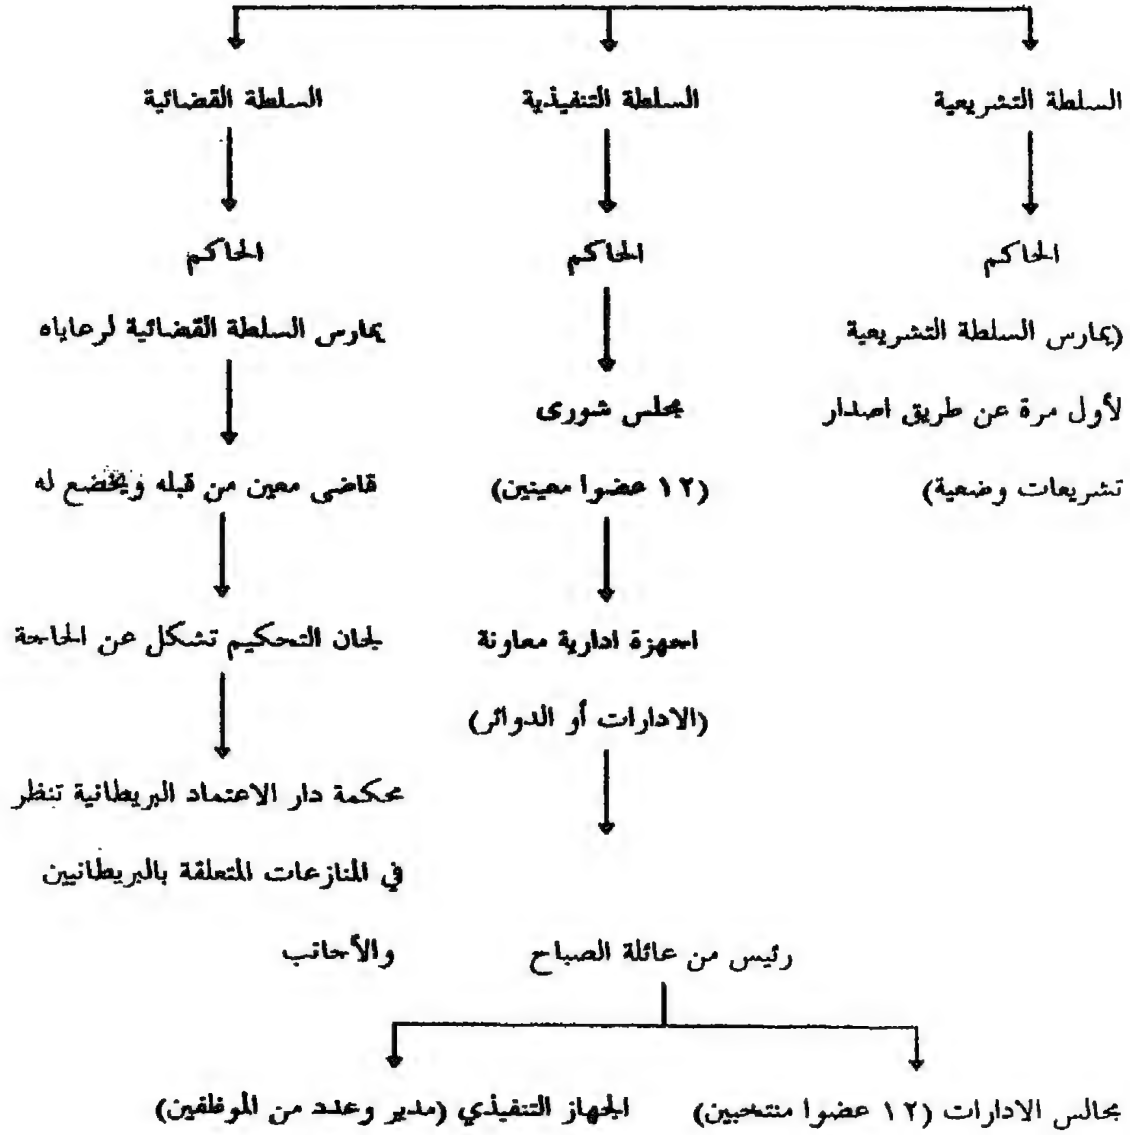 السلطة التشريعية
السلطة التنفيذية
السلطة القضائية
الحاكم
الحاكم
الحاكم
(يمارس السلطة التشريعية
لأول مرة عن طريق اصدار
تشريعات وضعية)
مجلس شورى
(١٢ عضوا معينين)
اجهزة ادارية معاونة
(الادارات أو الدوائر)
رئيس من عائلة الصباح
يمارس السلطة القضائية لرعاياه
قاضى معين من قبله ويخضع له
لجان التحكيم تشكل عن الحاجة
محكمة دار الاعتماد البريطانية تنظر
في المنازعات المتعلقة بالبريطانيين
والأجانب
مجالس الادارات (١٢ عضوا منتخبين)
الجهاز التنفيذي (مدير وعدد من الموظفين)